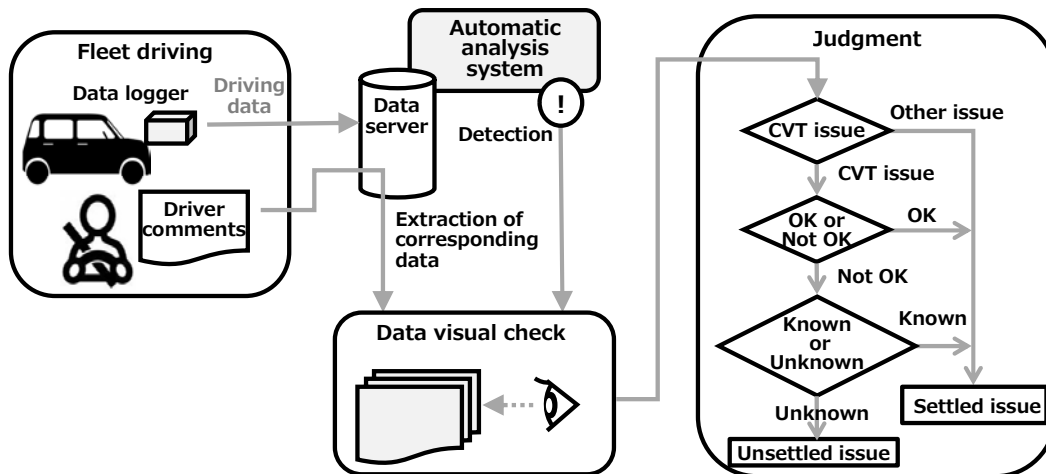 Fleet driving
Data logger
Driving
data
Driver
comments
Automatic
analysis
system
Data
server
!
Detection
Extraction of
corresponding
data
Data visual check
Judgment
CVT issue
Other issue
CVT issue
OK or
Not OK
OK
Not OK
Known
or
Unknown
Known
Unknown
Settled issue
Unsettled issue